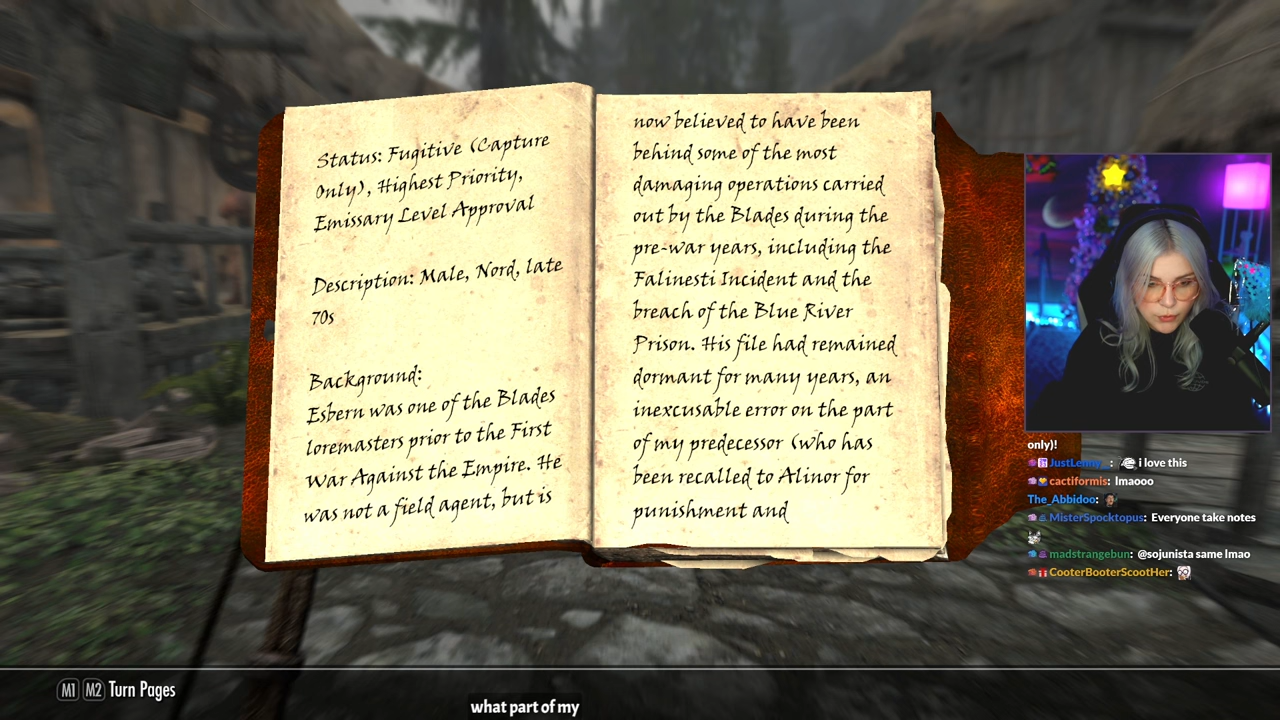 Status: Fugitive (Capture
Only), Highest Priority,
Emissary Level Approval
Description: Male, Nord, late
70s
Background:
Esbern was one of the Blades
loremasters prior to the First
War Against the Empire. He
was not a field agent, but is
now believed to have been
behind some of the most
damaging operations carried
out by the Blades during the
pre-war years, including the
Falinesti Incident and the
breach of the Blue River
Prison. His file had remained
dormant for many years, an
inexcusable error on the part
of my predecessor (who has
been recalled to Alinor for
punishment and
only)!
JustLenny_: i love this
cactiformis: lmaooo
The_Abbidoo:
MisterSpocktopus: Everyone take notes
madstrangebun: @sojunista same lmao
CooterBooterScootHer:
M1 M2 Turn Pages
what part of my